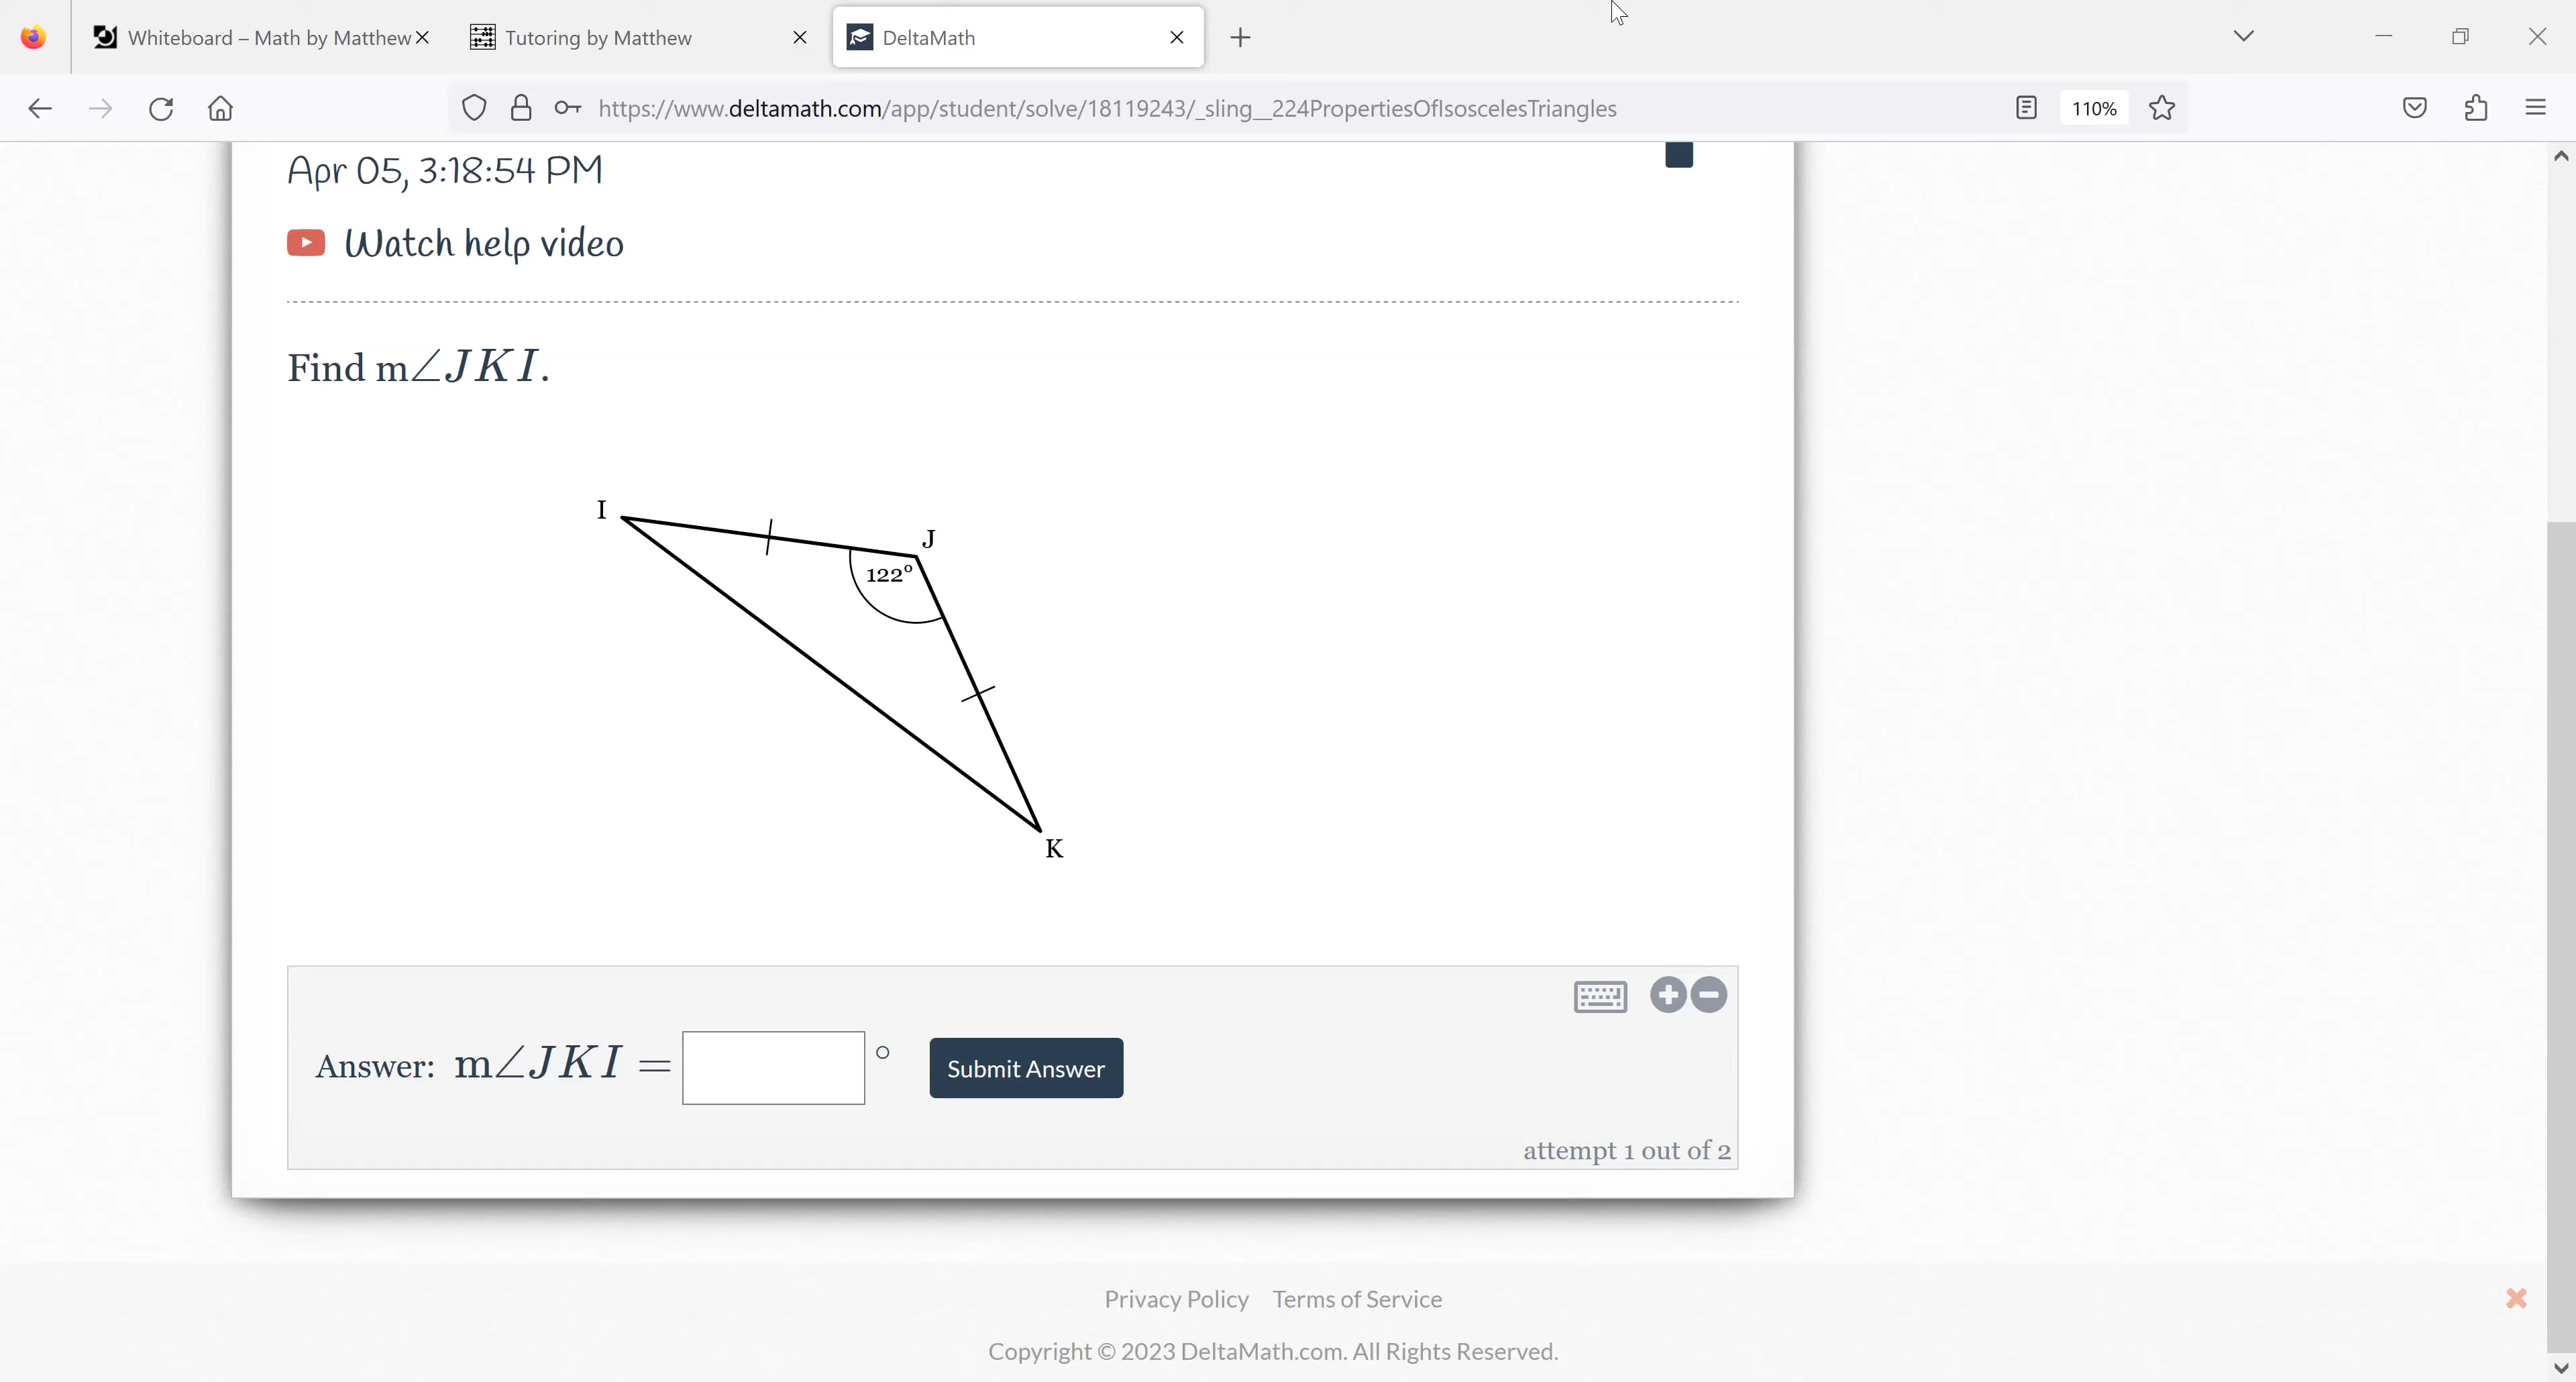 Whiteboard – Math by Matthew
Tutoring by Matthew
DeltaMath
https://www.deltamath.com/app/student/solve/18119243/_sling__224PropertiesOfIsoscelesTriangles
110%
Apr 05, 3:18:54 PM
Watch help video
Find m∠JKI.
I
J
122°
K
Answer: m∠JKI = °
Submit Answer
attempt 1 out of 2
Privacy Policy Terms of Service
Copyright © 2023 DeltaMath.com. All Rights Reserved.